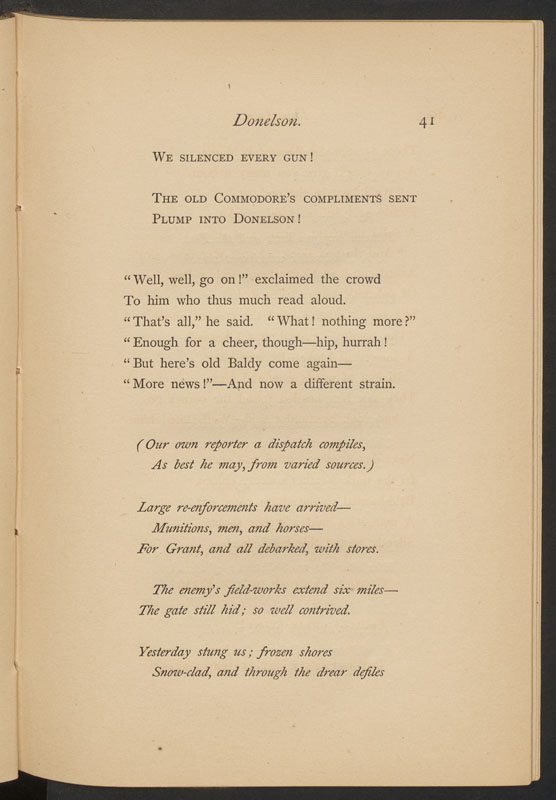 Donelson. 41
WE SILENCED EVERY GUN!
THE OLD COMMODORE'S COMPLIMENTS SENT
PLUMP INTO DONELSON!
“Well, well, go on!” exclaimed the crowd
To him who thus much read aloud.
“That's all,” he said. “What! nothing more?”
“Enough for a cheer, though—hip, hurrah!
“But here's old Baldy come again—
“More news!”—And now a different strain.
(Our own reporter a dispatch compiles,
As best he may, from varied sources.)
Large re-enforcements have arrived—
Munitions, men, and horses—
For Grant, and all debarked, with stores.
The enemy's field-works extend six miles—
The gate still hid; so well contrived.
Yesterday stung us; frozen shores
Snow-clad, and through the drear defiles